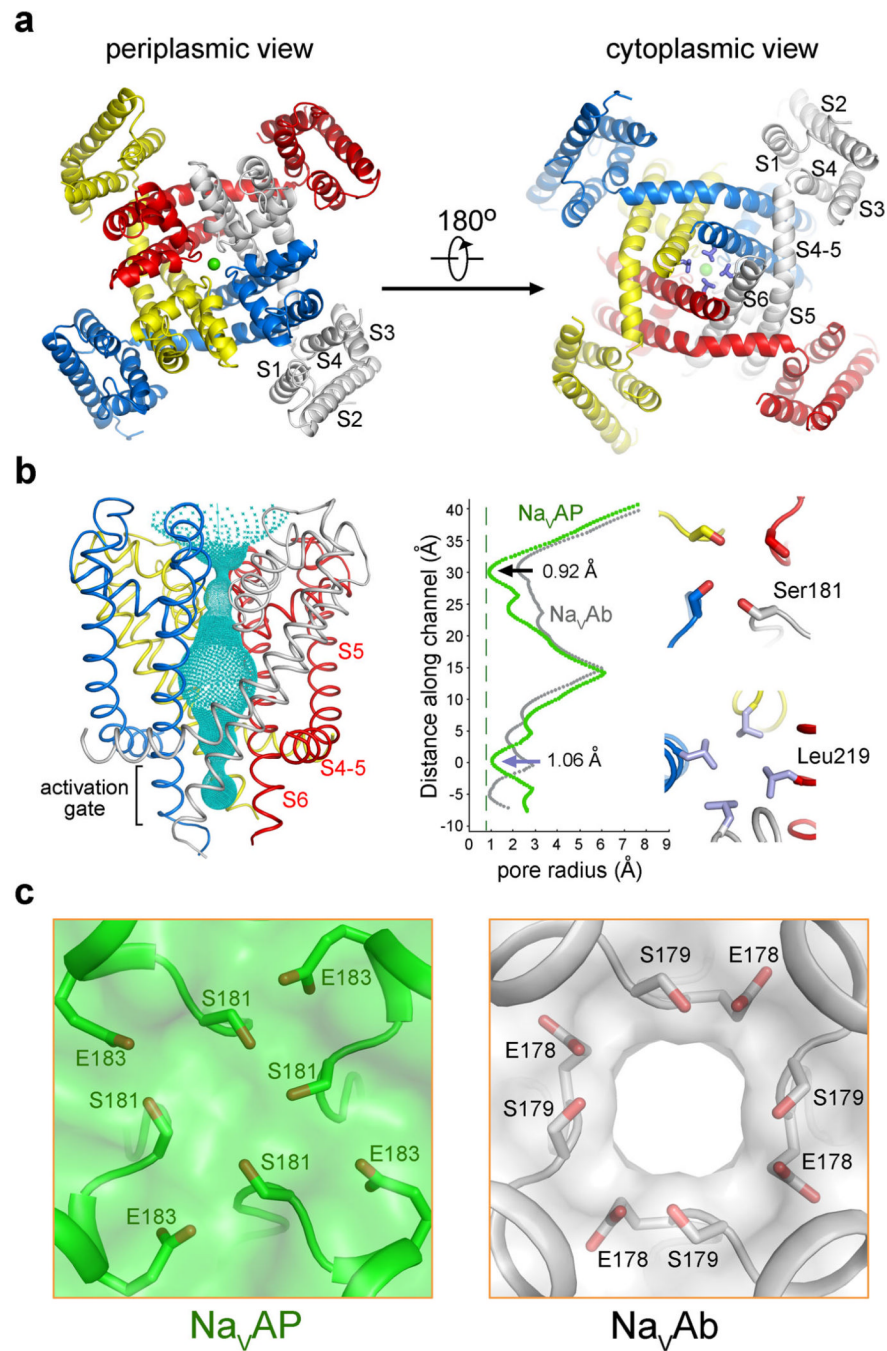 a
periplasmic view
cytoplasmic view
180º
S1
S4
S3
S2
S2
S1
S4
S3
S4-5
S6
S5
b
S5
S4-5
S6
activation
gate
NaVAP
NaVAb
0.92 Å
1.06 Å
Distance along channel (Å)
40
35
30
25
20
15
10
5
0
-5
-10
0 1 2 3 4 5 6 7 8 9
pore radius (Å)
Ser181
Leu219
c
E183
S181
E183
S181
S181
S181
E183
E183
NaVAP
S179
E178
E178
S179
S179
E178
E178
S179
NaVAb